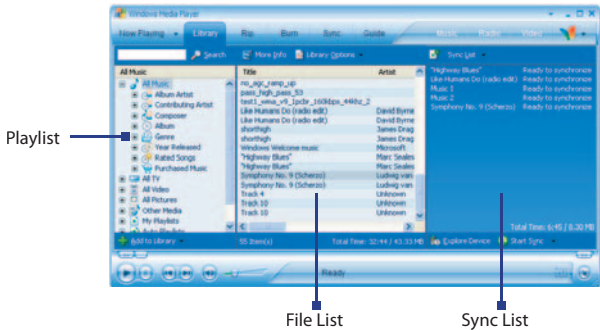 Windows Media Player
Now Playing Library Rip Burn Sync Guide Music Radio Video
Search More Info Library Options Sync List
All Music
All Music
Album Artist
Contributing Artist
Composer
Album
Genre
Year Released
Rated Songs
Purchased Music
All TV
All Video
All Pictures
Other Media
My Playlists
Auto Playlists
Title Artist
no_agc_ramp_up
pass_high_pass_53
test1_wma_v9_1pcbr_160kbps_44khz_2
Like Humans Do (radio edit) David Byrne
Like Humans Do (radio edit) David Byrne
shorthigh James Drag
shorthigh James Drag
Windows Welcome music Microsoft
"Highway Blues" Marc Seales
"Highway Blues" Marc Seales
Symphony No. 9 (Scherzo) Ludwig van
Symphony No. 9 (Scherzo) Ludwig van
Track 4 Unknown
Track 10 Unknown
Track 10 Unknown
"Highway Blues" Ready to synchronize
Like Humans Do (radio edit) Ready to synchronize
Music 1 Ready to synchronize
Music 2 Ready to synchronize
Symphony No. 9 (Scherzo) Ready to synchronize
Total Time: 6:45 / 8.30 MB
Add to Library 55 Item(s) Total Time: 32:44 / 43.33 MB Explore Device Start Sync
Ready
Playlist
File List
Sync List